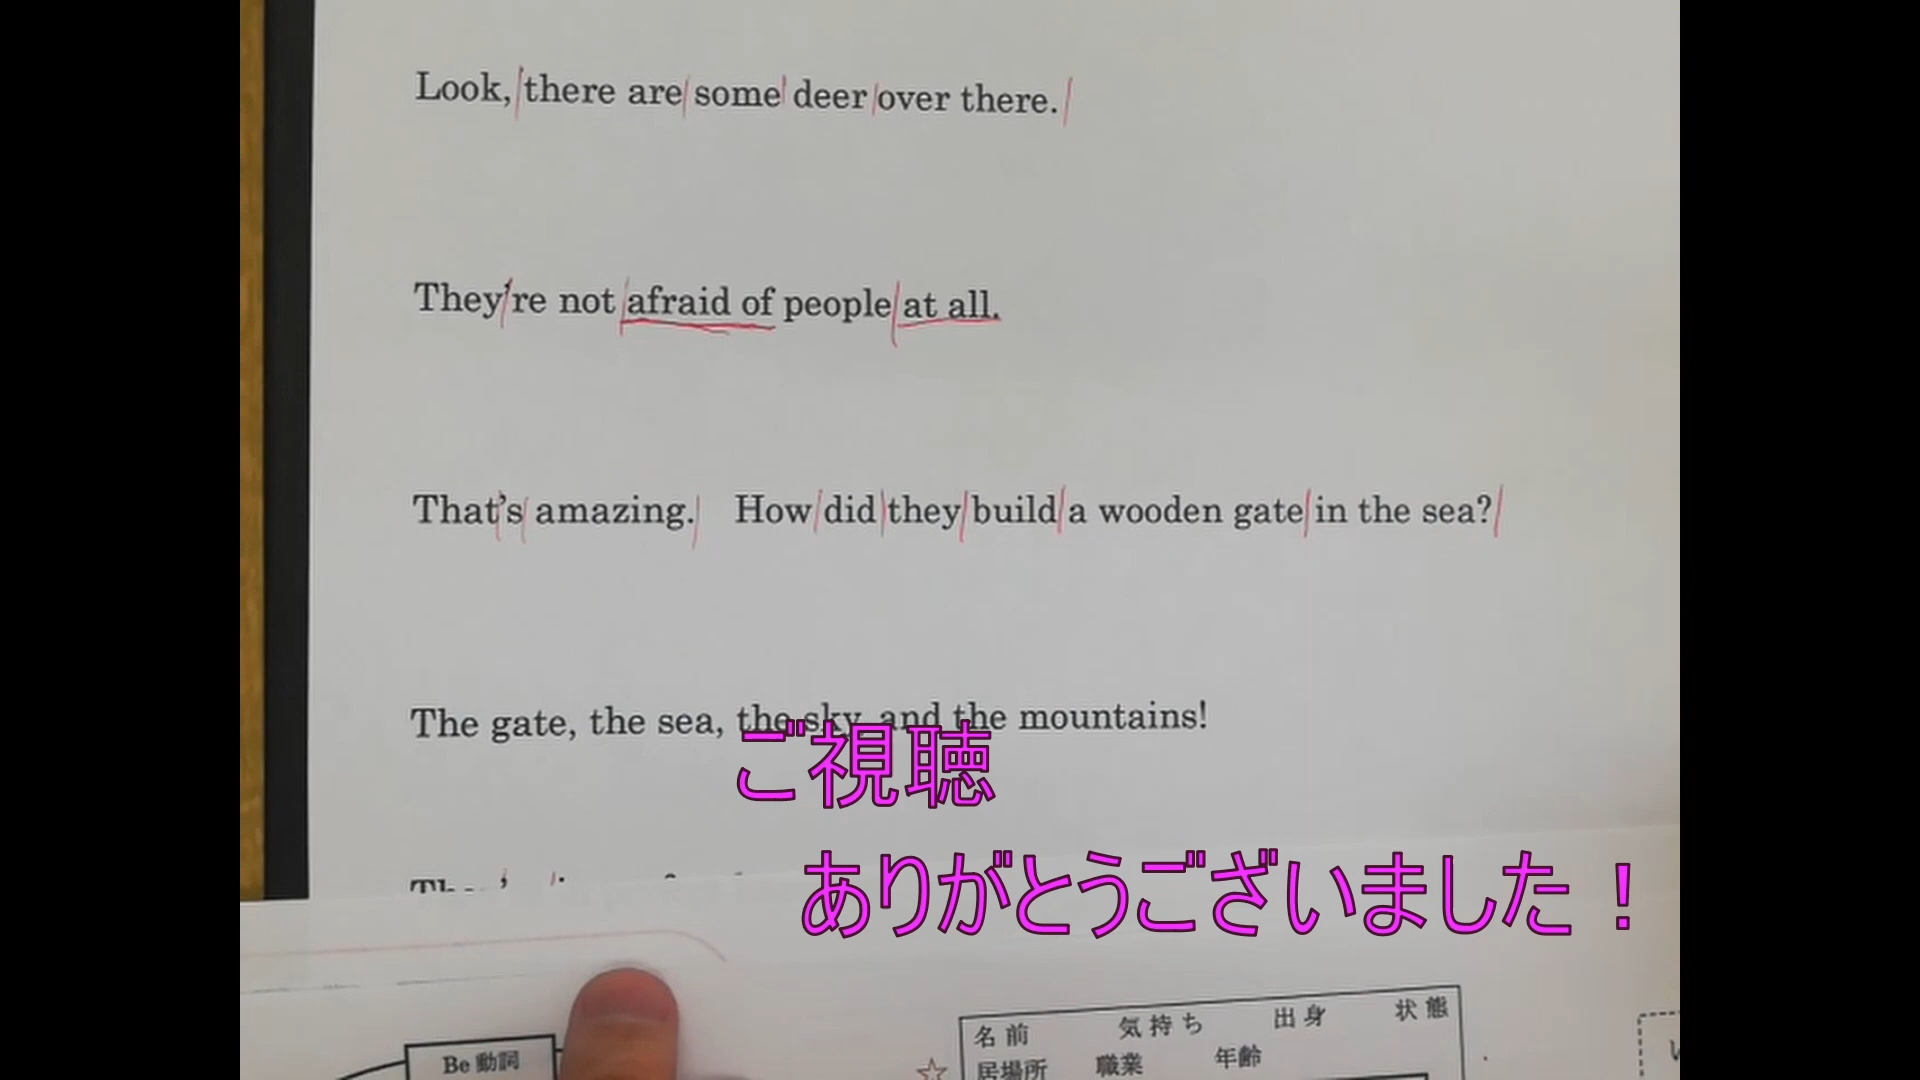 Look, there are some deer over there.
They're not afraid of people at all.
That's amazing. How did they build a wooden gate in the sea?
The gate, the sea, the sky, and the mountains!
ご視聴
ありがとうございました！
名前 気持ち 出身 状態
Be動詞
☆ 居場所 職業 年齢